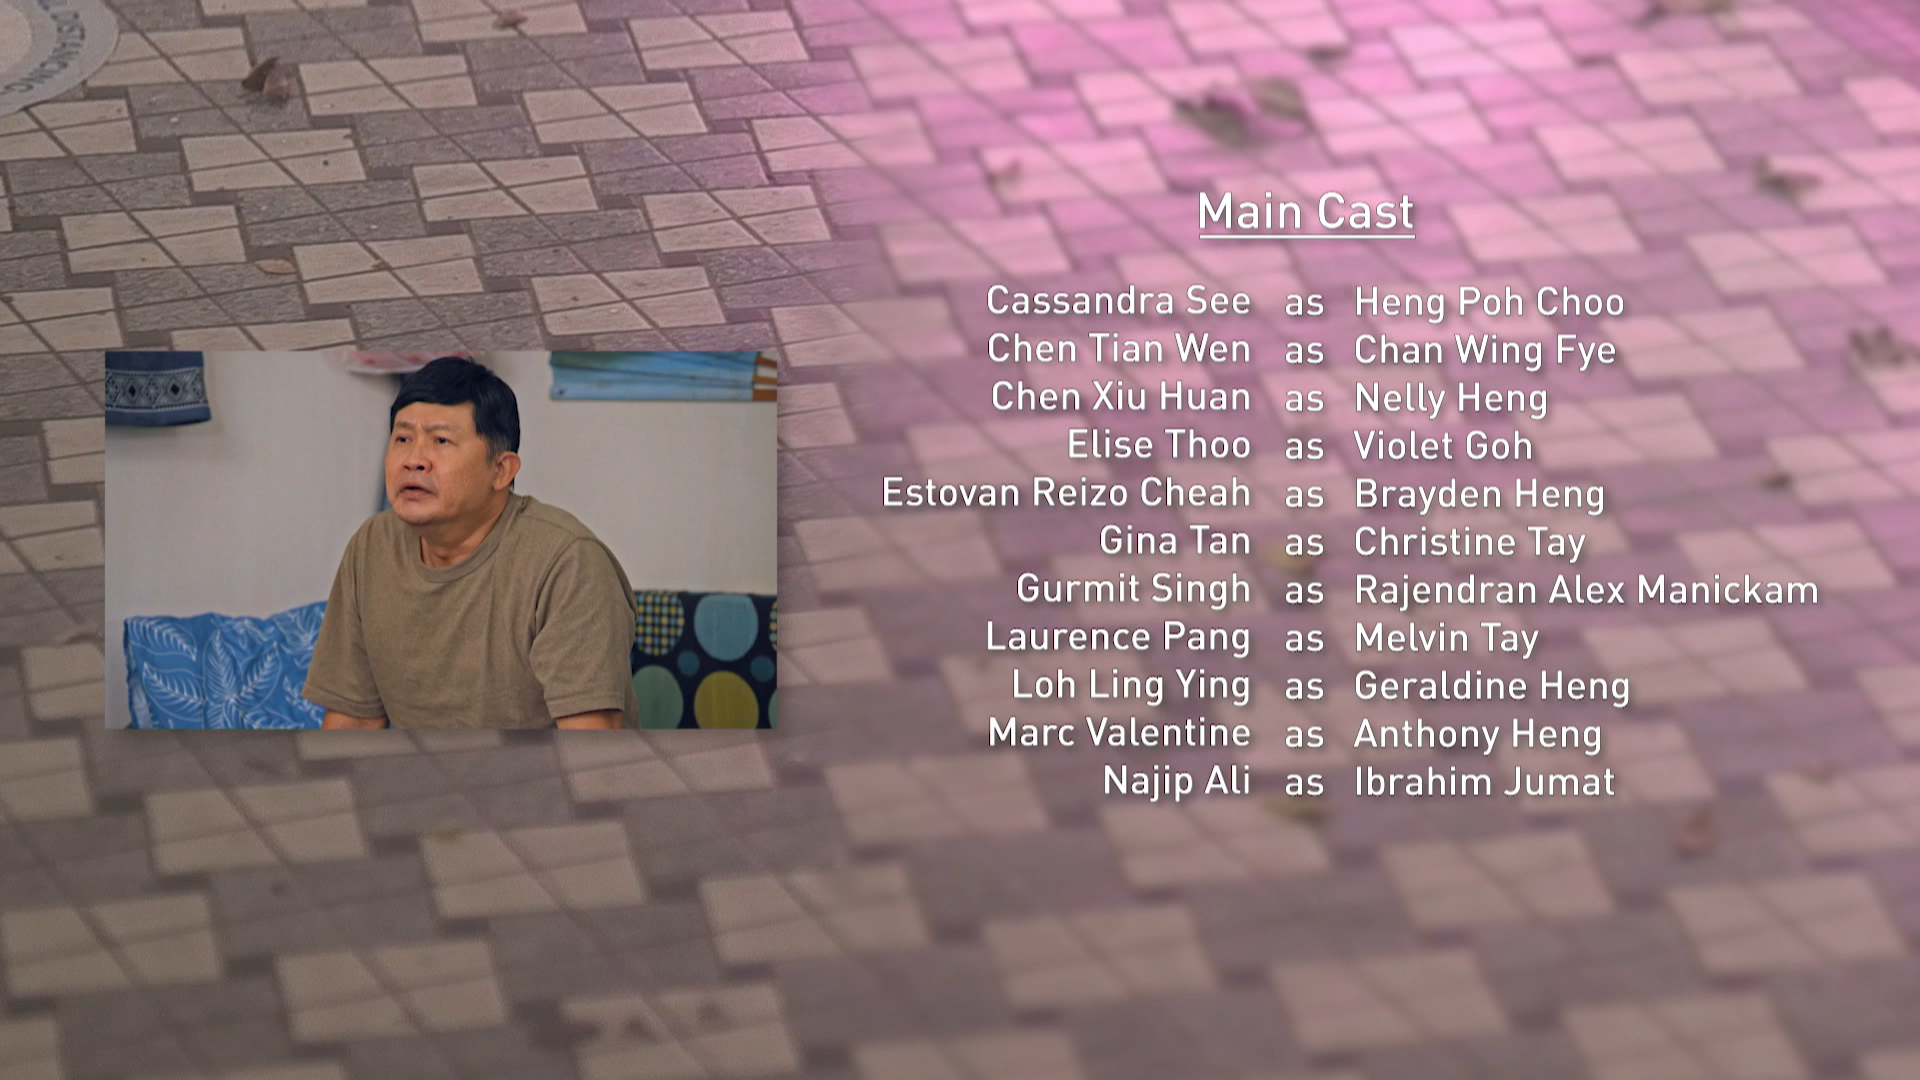 DISTANCING
Main Cast
Cassandra See as Heng Poh Choo
Chen Tian Wen as Chan Wing Fye
Chen Xiu Huan as Nelly Heng
Elise Thoo as Violet Goh
Estovan Reizo Cheah as Brayden Heng
Gina Tan as Christine Tay
Gurmit Singh as Rajendran Alex Manickam
Laurence Pang as Melvin Tay
Loh Ling Ying as Geraldine Heng
Marc Valentine as Anthony Heng
Najip Ali as Ibrahim Jumat